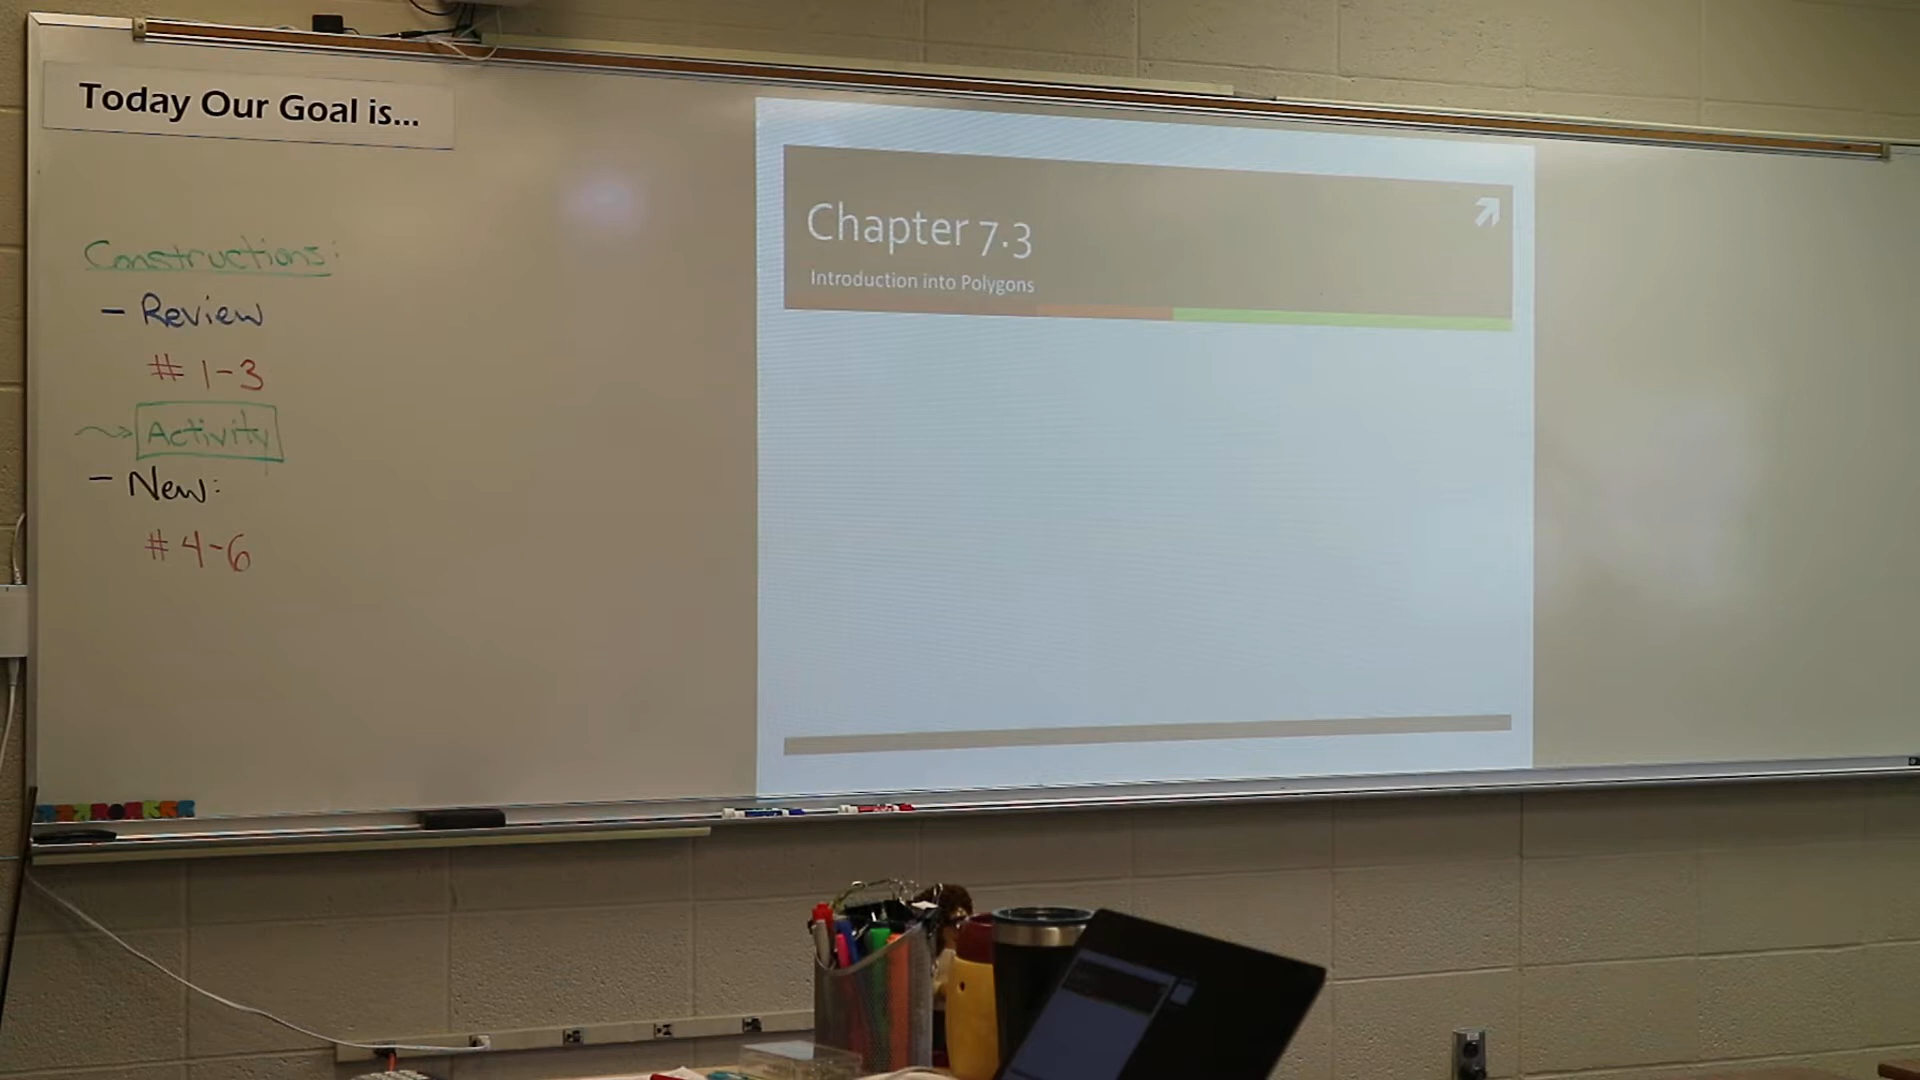 Today Our Goal is...
Constructions:
- Review
# 1-3
Activity
- New:
# 4-6
Chapter 7.3
Introduction into Polygons